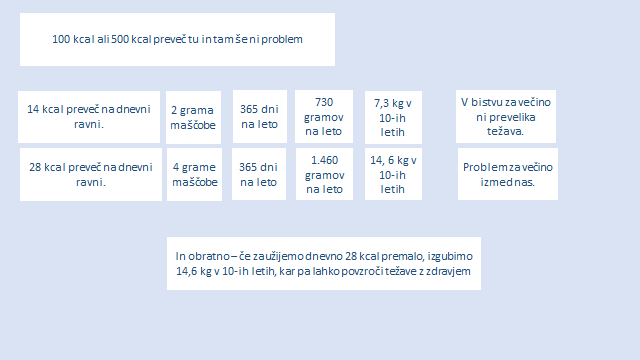 100 kcal ali 500 kcal preveč tu in tam še ni problem
14 kcal preveč na dnevni
ravni.
2 grama
maščobe
365 dni
na leto
730
gramov
na leto
7,3 kg v
10-ih
letih
V bistvu za večino
ni prevelika
težava.
28 kcal preveč na dnevni
ravni.
4 grame
maščobe
365 dni
na leto
1.460
gramov
na leto
14, 6 kg v
10-ih
letih
Problem za večino
izmed nas.
In obratno – če zaužijemo dnevno 28 kcal premalo, izgubimo
14,6 kg v 10-ih letih, kar pa lahko povzroči težave z zdravjem